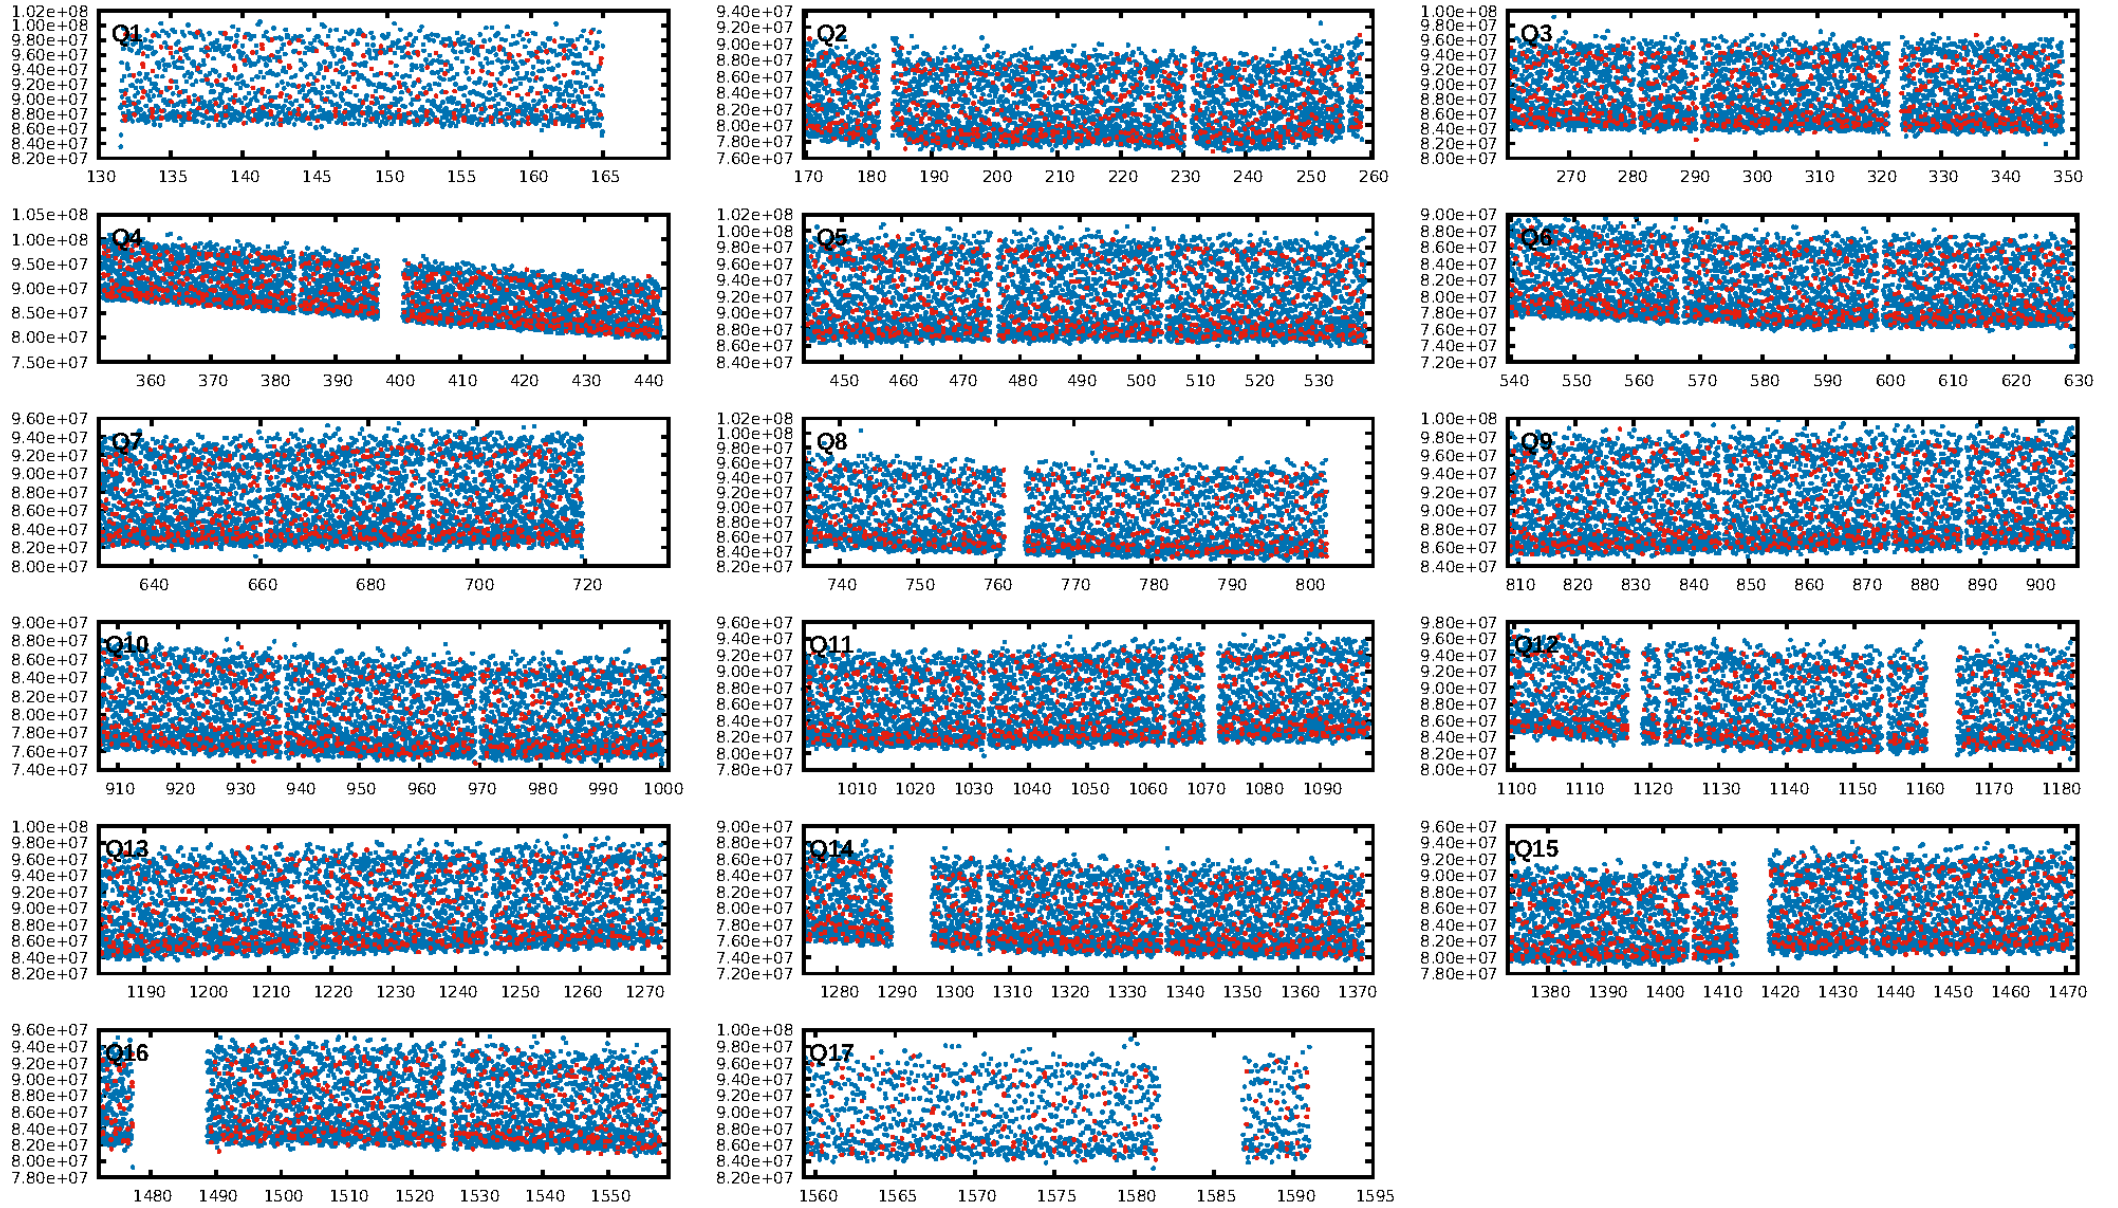 1.02e+08 1.00e+08 9.80e+07 9.60e+07 9.40e+07 9.20e+07 9.00e+07 8.80e+07 8.60e+07 8.40e+07 8.20e+07
Q1
130 135 140 145 150 155 160 165
9.40e+07 9.20e+07 9.00e+07 8.80e+07 8.60e+07 8.40e+07 8.20e+07 8.00e+07 7.80e+07 7.60e+07
Q2
170 180 190 200 210 220 230 240 250 260
1.00e+08 9.80e+07 9.60e+07 9.40e+07 9.20e+07 9.00e+07 8.80e+07 8.60e+07 8.40e+07 8.20e+07 8.00e+07
Q3
270 280 290 300 310 320 330 340 350
1.05e+08 1.00e+08 9.50e+07 9.00e+07 8.50e+07 8.00e+07 7.50e+07
Q4
360 370 380 390 400 410 420 430 440
1.02e+08 1.00e+08 9.80e+07 9.60e+07 9.40e+07 9.20e+07 9.00e+07 8.80e+07 8.60e+07 8.40e+07
Q5
450 460 470 480 490 500 510 520 530
9.00e+07 8.80e+07 8.60e+07 8.40e+07 8.20e+07 8.00e+07 7.80e+07 7.60e+07 7.40e+07 7.20e+07
Q6
540 550 560 570 580 590 600 610 620 630
9.60e+07 9.40e+07 9.20e+07 9.00e+07 8.80e+07 8.60e+07 8.40e+07 8.20e+07 8.00e+07
Q7
640 660 680 700 720
1.02e+08 1.00e+08 9.80e+07 9.60e+07 9.40e+07 9.20e+07 9.00e+07 8.80e+07 8.60e+07 8.40e+07 8.20e+07
Q8
740 750 760 770 780 790 800
1.00e+08 9.80e+07 9.60e+07 9.40e+07 9.20e+07 9.00e+07 8.80e+07 8.60e+07 8.40e+07
Q9
810 820 830 840 850 860 870 880 890 900
9.00e+07 8.80e+07 8.60e+07 8.40e+07 8.20e+07 8.00e+07 7.80e+07 7.60e+07 7.40e+07
Q10
910 920 930 940 950 960 970 980 990 1000
9.60e+07 9.40e+07 9.20e+07 9.00e+07 8.80e+07 8.60e+07 8.40e+07 8.20e+07 8.00e+07 7.80e+07
Q11
1010 1020 1030 1040 1050 1060 1070 1080 1090
9.80e+07 9.60e+07 9.40e+07 9.20e+07 9.00e+07 8.80e+07 8.60e+07 8.40e+07 8.20e+07 8.00e+07
Q12
1100 1110 1120 1130 1140 1150 1160 1170 1180
1.00e+08 9.80e+07 9.60e+07 9.40e+07 9.20e+07 9.00e+07 8.80e+07 8.60e+07 8.40e+07 8.20e+07
Q13
1190 1200 1210 1220 1230 1240 1250 1260 1270
9.00e+07 8.80e+07 8.60e+07 8.40e+07 8.20e+07 8.00e+07 7.80e+07 7.60e+07 7.40e+07 7.20e+07
Q14
1280 1290 1300 1310 1320 1330 1340 1350 1360 1370
9.60e+07 9.40e+07 9.20e+07 9.00e+07 8.80e+07 8.60e+07 8.40e+07 8.20e+07 8.00e+07 7.80e+07
Q15
1380 1390 1400 1410 1420 1430 1440 1450 1460 1470
9.60e+07 9.40e+07 9.20e+07 9.00e+07 8.80e+07 8.60e+07 8.40e+07 8.20e+07 8.00e+07 7.80e+07
Q16
1480 1490 1500 1510 1520 1530 1540 1550
1.00e+08 9.80e+07 9.60e+07 9.40e+07 9.20e+07 9.00e+07 8.80e+07 8.60e+07 8.40e+07 8.20e+07
Q17
1560 1565 1570 1575 1580 1585 1590 1595